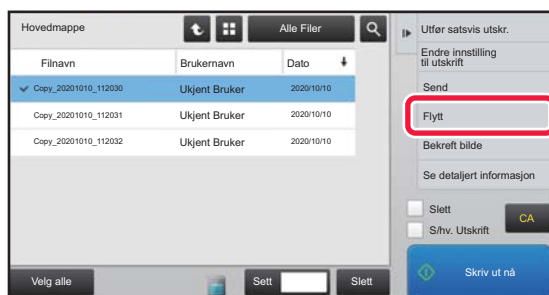 Hovedmappe
Alle Filer
Filnavn Brukernavn Dato
Copy_20201010_112030 Ukjent Bruker 2020/10/10
Copy_20201010_112031 Ukjent Bruker 2020/10/10
Copy_20201010_112032 Ukjent Bruker 2020/10/10
Velg alle Sett Slett
Utfør satsvis utskr.
Endre innstilling
til utskrift
Send
Flytt
Bekreft bilde
Se detaljert informasjon
Slett
S/hv. Utskrift
CA
Skriv ut nå